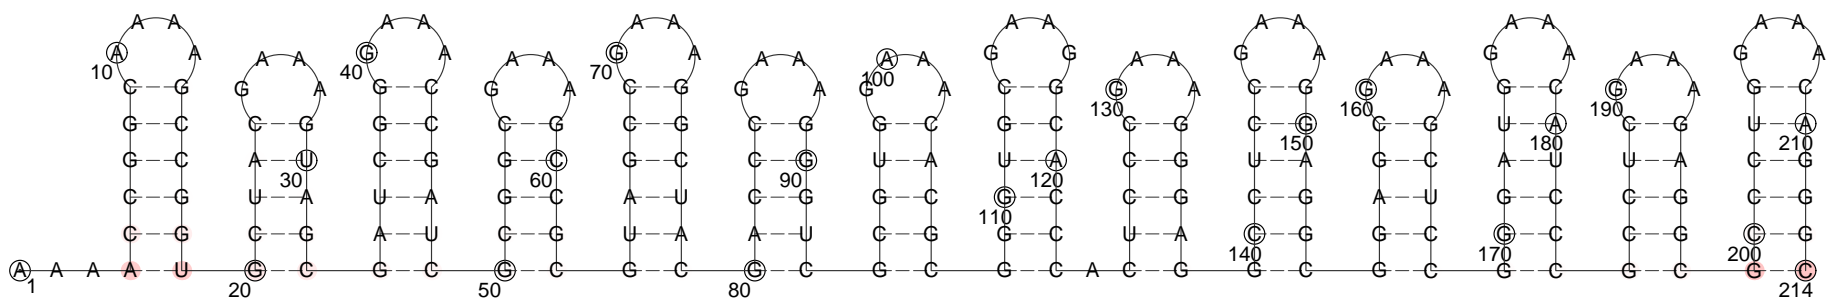 A A A A A A A A A A A A A A
A A G A G A G G G A G A G A
A A A A A A A A A A A A A A
10 40 70 100
C G G A G C G A C G G A G A C G G A C G G A G C G A G C
130 160 190
G C C G G C C G C G C G G C G C C G C G C G U A C G U A
150 180 210
G C A U C G G C G C C G U A U A C G U A G C A U U A C G
30 60 90 120
C G U A U A G C A U C G G C G C C G C G A U G C C G C G
110
C G C G A U C G U A A U C G G C U A C G G C G C C G C G
140 170 200
A A A A U G C G C G C G C G C G C G C A C G G C G C G C G C G C
1 20 50 80 214